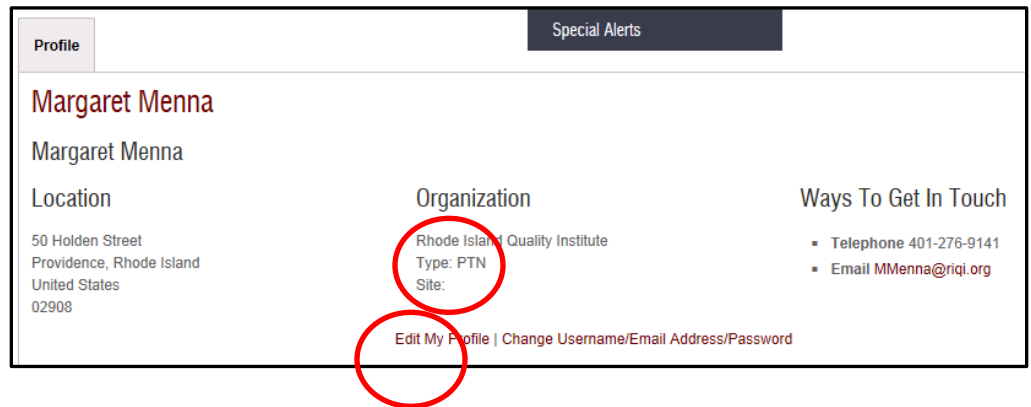 Special Alerts
Profile
Margaret Menna
Margaret Menna
Location
50 Holden Street
Providence, Rhode Island
United States
02908
Organization
Rhode Island Quality Institute
Type: PTN
Site:
Ways To Get In Touch
Telephone 401-276-9141
Email MMenna@riqi.org
Edit My Profile | Change Username/Email Address/Password